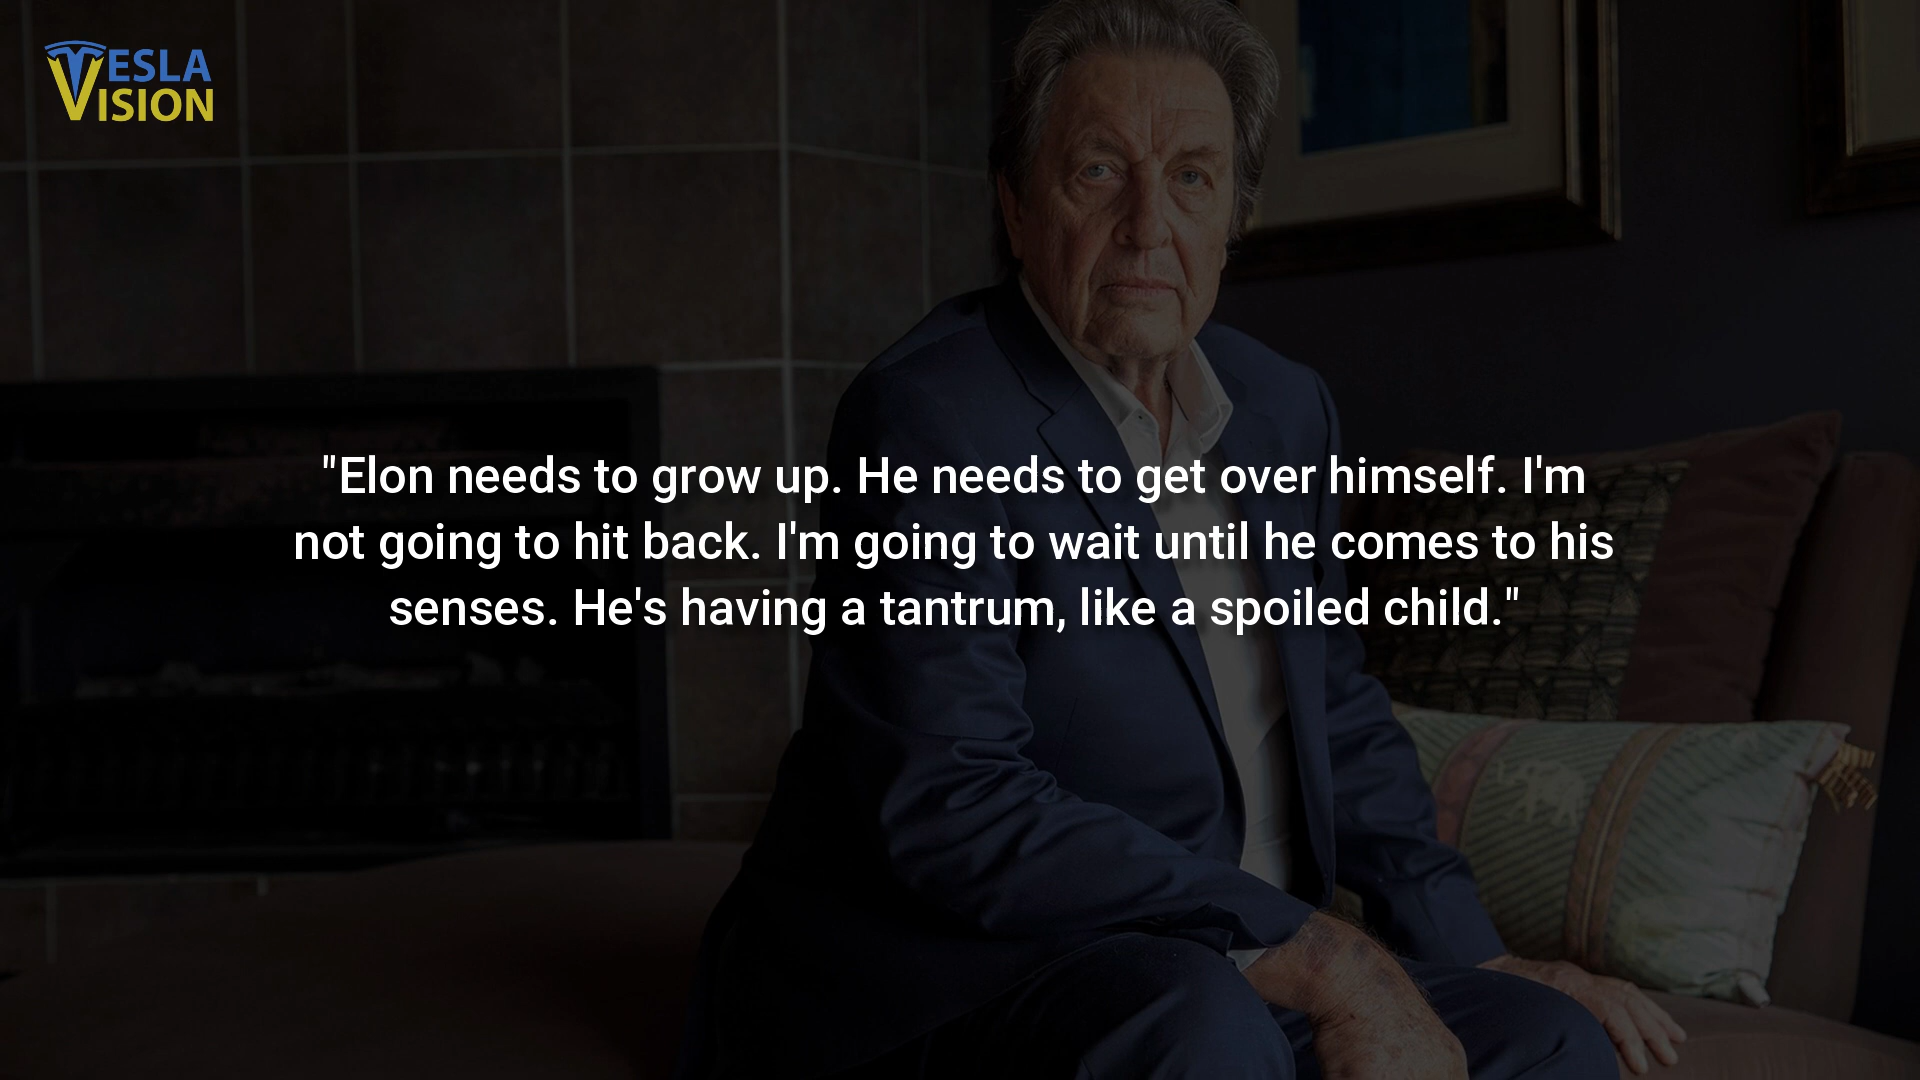 TESLA
VISION
"Elon needs to grow up. He needs to get over himself. I'm
not going to hit back. I'm going to wait until he comes to his
senses. He's having a tantrum, like a spoiled child."